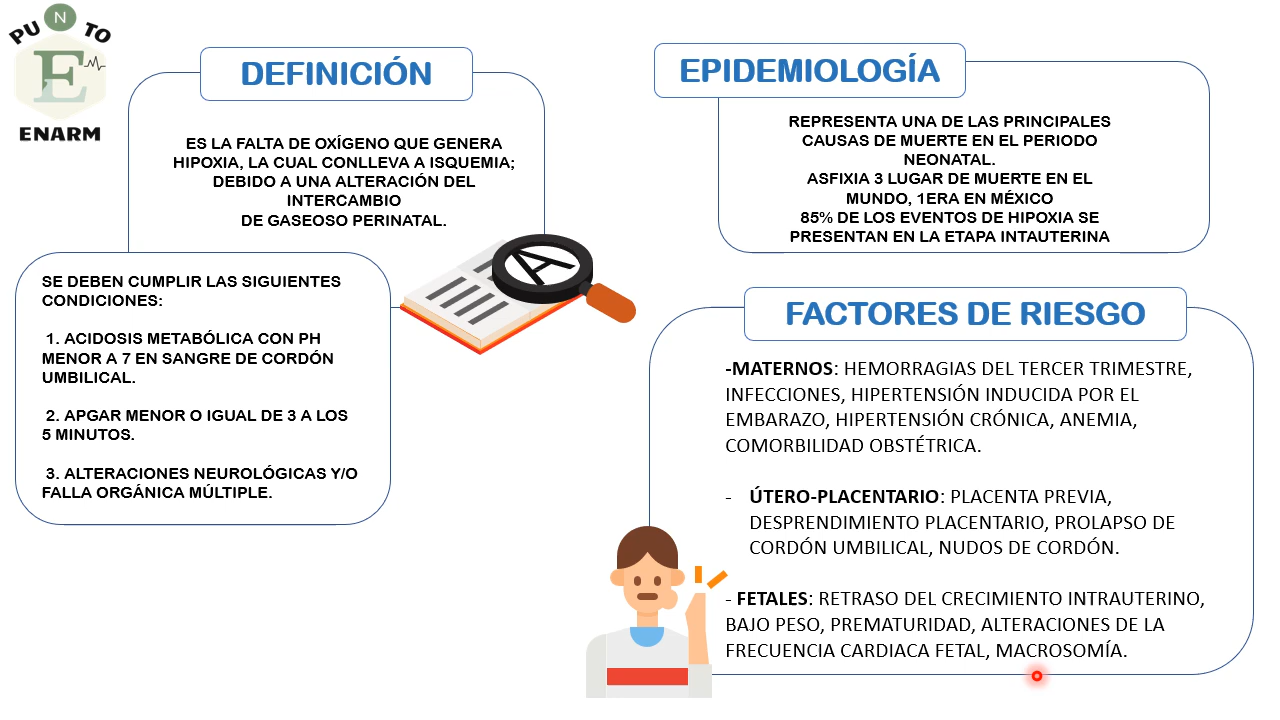 PUNTO
E
ENARM
DEFINICIÓN
ES LA FALTA DE OXÍGENO QUE GENERA
HIPOXIA, LA CUAL CONLLEVA A ISQUEMIA;
DEBIDO A UNA ALTERACIÓN DEL
INTERCAMBIO
DE GASEOSO PERINATAL.
SE DEBEN CUMPLIR LAS SIGUIENTES
CONDICIONES:
1. ACIDOSIS METABÓLICA CON PH
MENOR A 7 EN SANGRE DE CORDÓN
UMBILICAL.
2. APGAR MENOR O IGUAL DE 3 A LOS
5 MINUTOS.
3. ALTERACIONES NEUROLÓGICAS Y/O
FALLA ORGÁNICA MÚLTIPLE.
A
EPIDEMIOLOGÍA
REPRESENTA UNA DE LAS PRINCIPALES
CAUSAS DE MUERTE EN EL PERIODO
NEONATAL.
ASFIXIA 3 LUGAR DE MUERTE EN EL
MUNDO, 1ERA EN MÉXICO
85% DE LOS EVENTOS DE HIPOXIA SE
PRESENTAN EN LA ETAPA INTAUTERINA
FACTORES DE RIESGO
-MATERNOS: HEMORRAGIAS DEL TERCER TRIMESTRE,
INFECCIONES, HIPERTENSIÓN INDUCIDA POR EL
EMBARAZO, HIPERTENSIÓN CRÓNICA, ANEMIA,
COMORBILIDAD OBSTÉTRICA.
- ÚTERO-PLACENTARIO: PLACENTA PREVIA,
DESPRENDIMIENTO PLACENTARIO, PROLAPSO DE
CORDÓN UMBILICAL, NUDOS DE CORDÓN.
- FETALES: RETRASO DEL CRECIMIENTO INTRAUTERINO,
BAJO PESO, PREMATURIDAD, ALTERACIONES DE LA
FRECUENCIA CARDIACA FETAL, MACROSOMÍA.